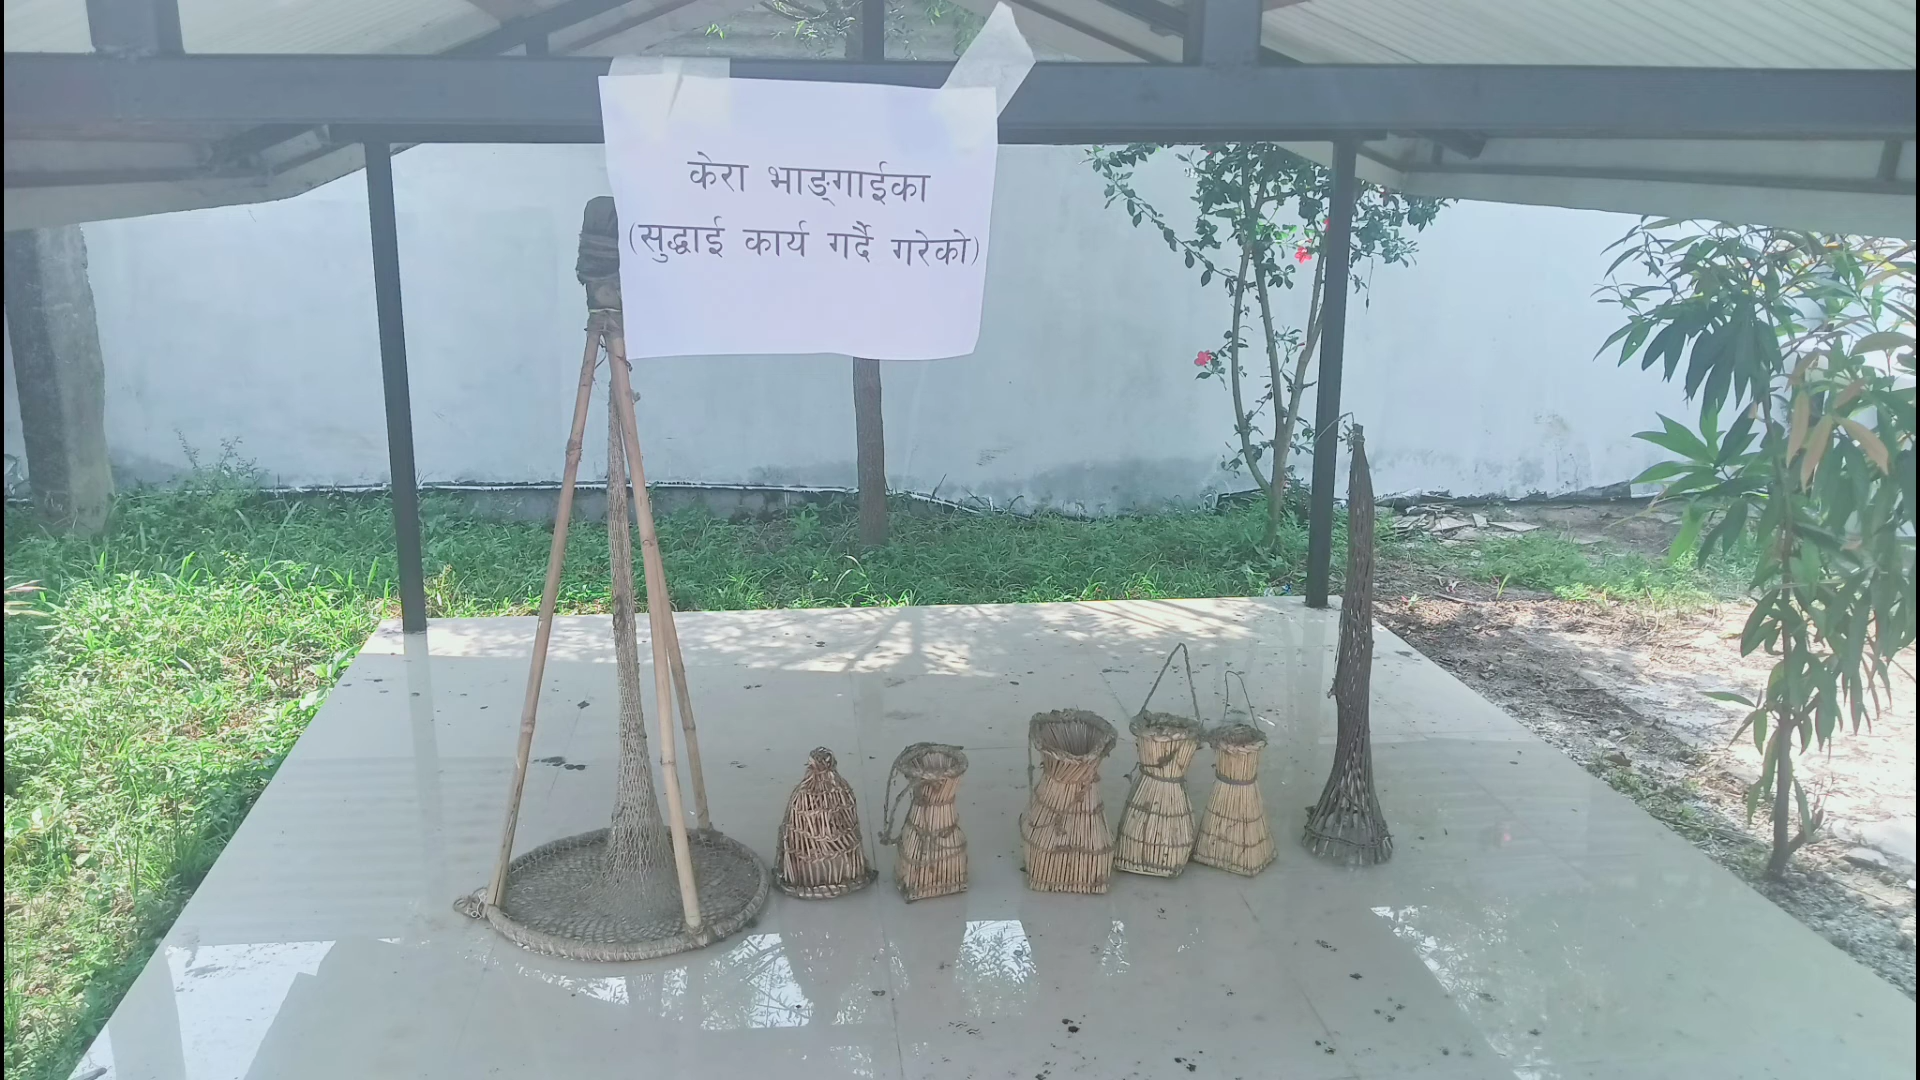 केरा भाङ्गाईका
(सुद्धाई कार्य गर्दै गरेको)